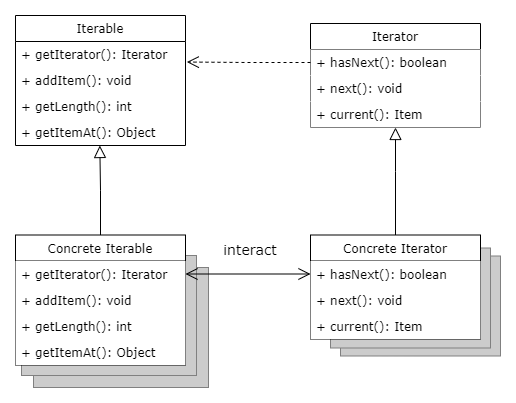 Iterable
+ getIterator(): Iterator
+ addItem(): void
+ getLength(): int
+ getItemAt(): Object
Iterator
+ hasNext(): boolean
+ next(): void
+ current(): Item
Concrete Iterable
+ getIterator(): Iterator
+ addItem(): void
+ getLength(): int
+ getItemAt(): Object
interact
Concrete Iterator
+ hasNext(): boolean
+ next(): void
+ current(): Item